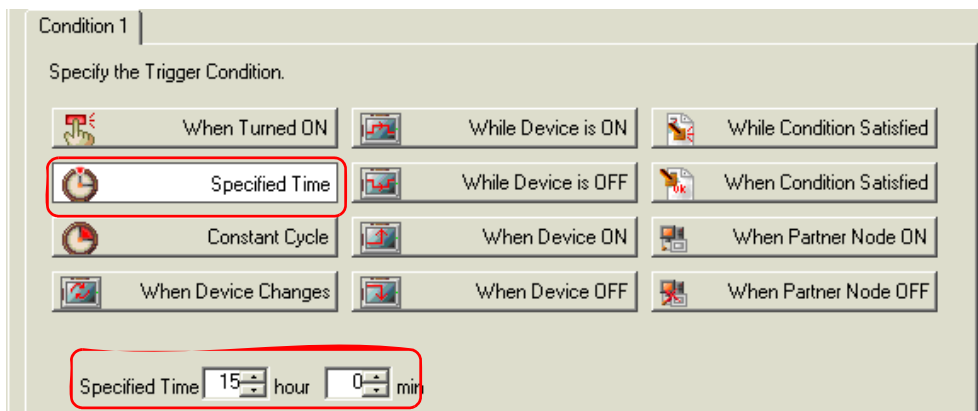 Condition 1
Specify the Trigger Condition.
When Turned ON
While Device is ON
While Condition Satisfied
Specified Time
While Device is OFF
When Condition Satisfied
Constant Cycle
When Device ON
When Partner Node ON
When Device Changes
When Device OFF
When Partner Node OFF
Specified Time 15 hour 0 min